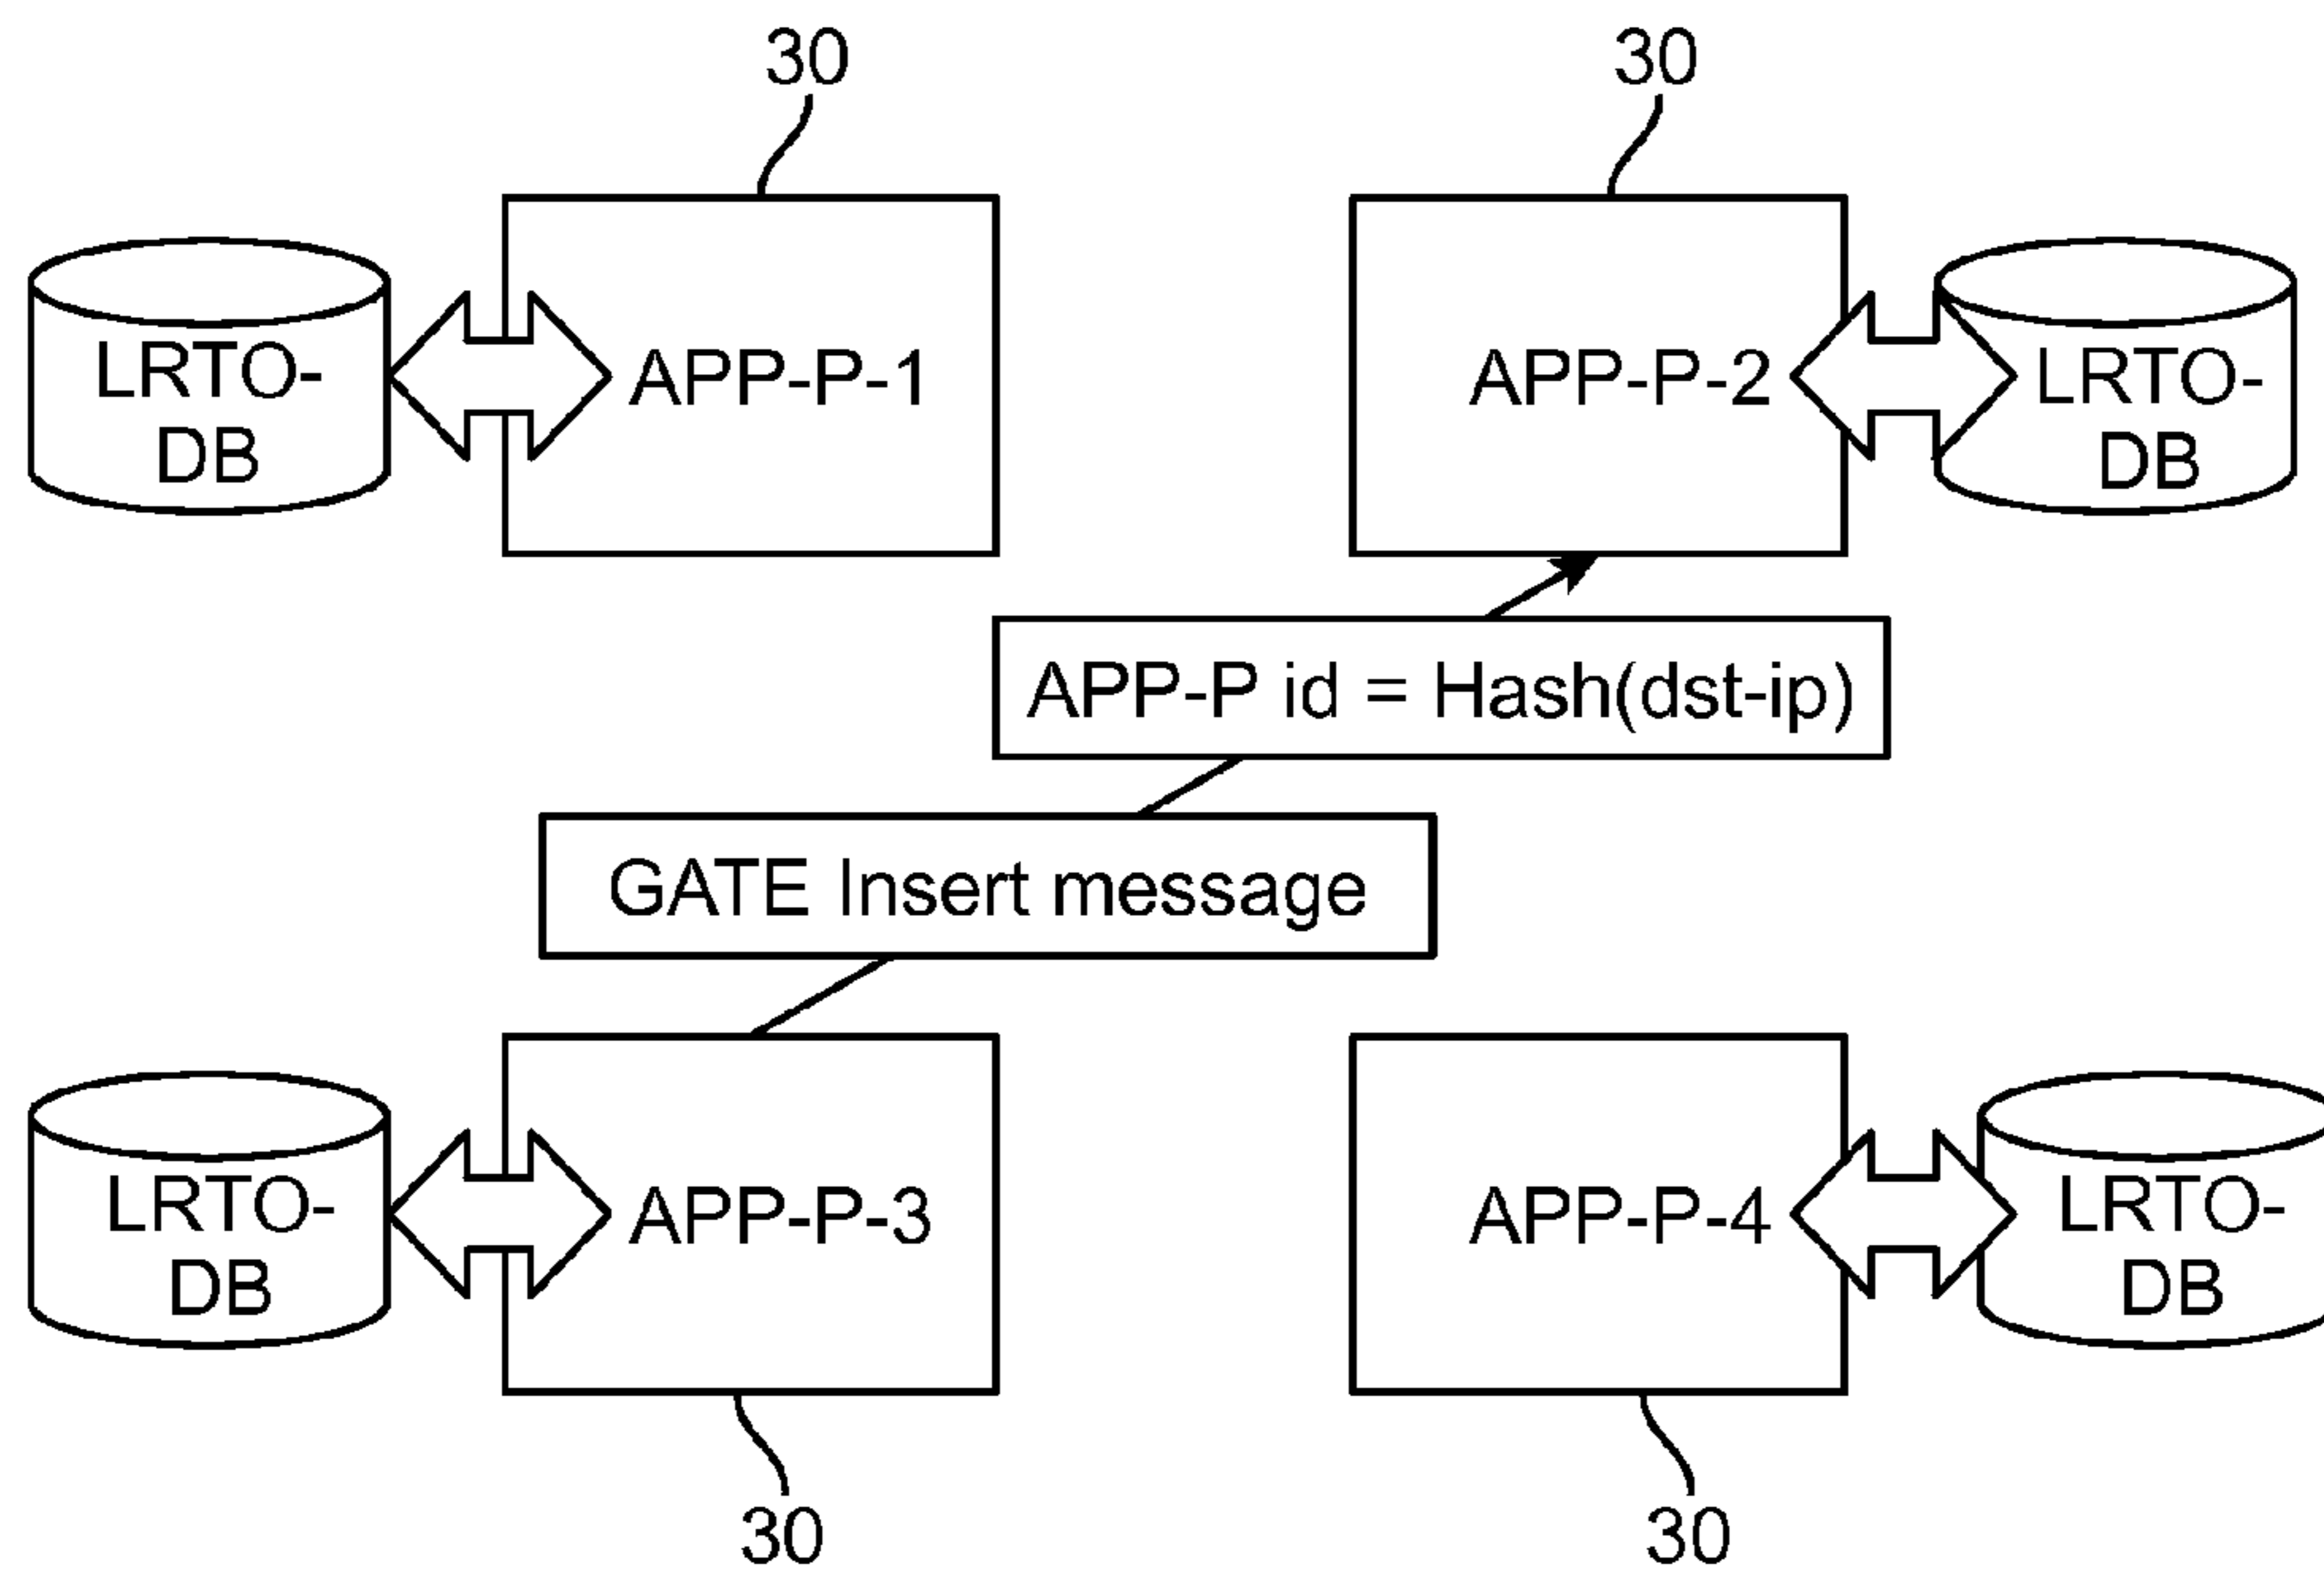 30
30
LRTO-
DB
APP-P-1
APP-P-2
LRTO-
DB
APP-P id = Hash(dst-ip)
GATE Insert message
LRTO-
DB
APP-P-3
APP-P-4
LRTO-
DB
30
30